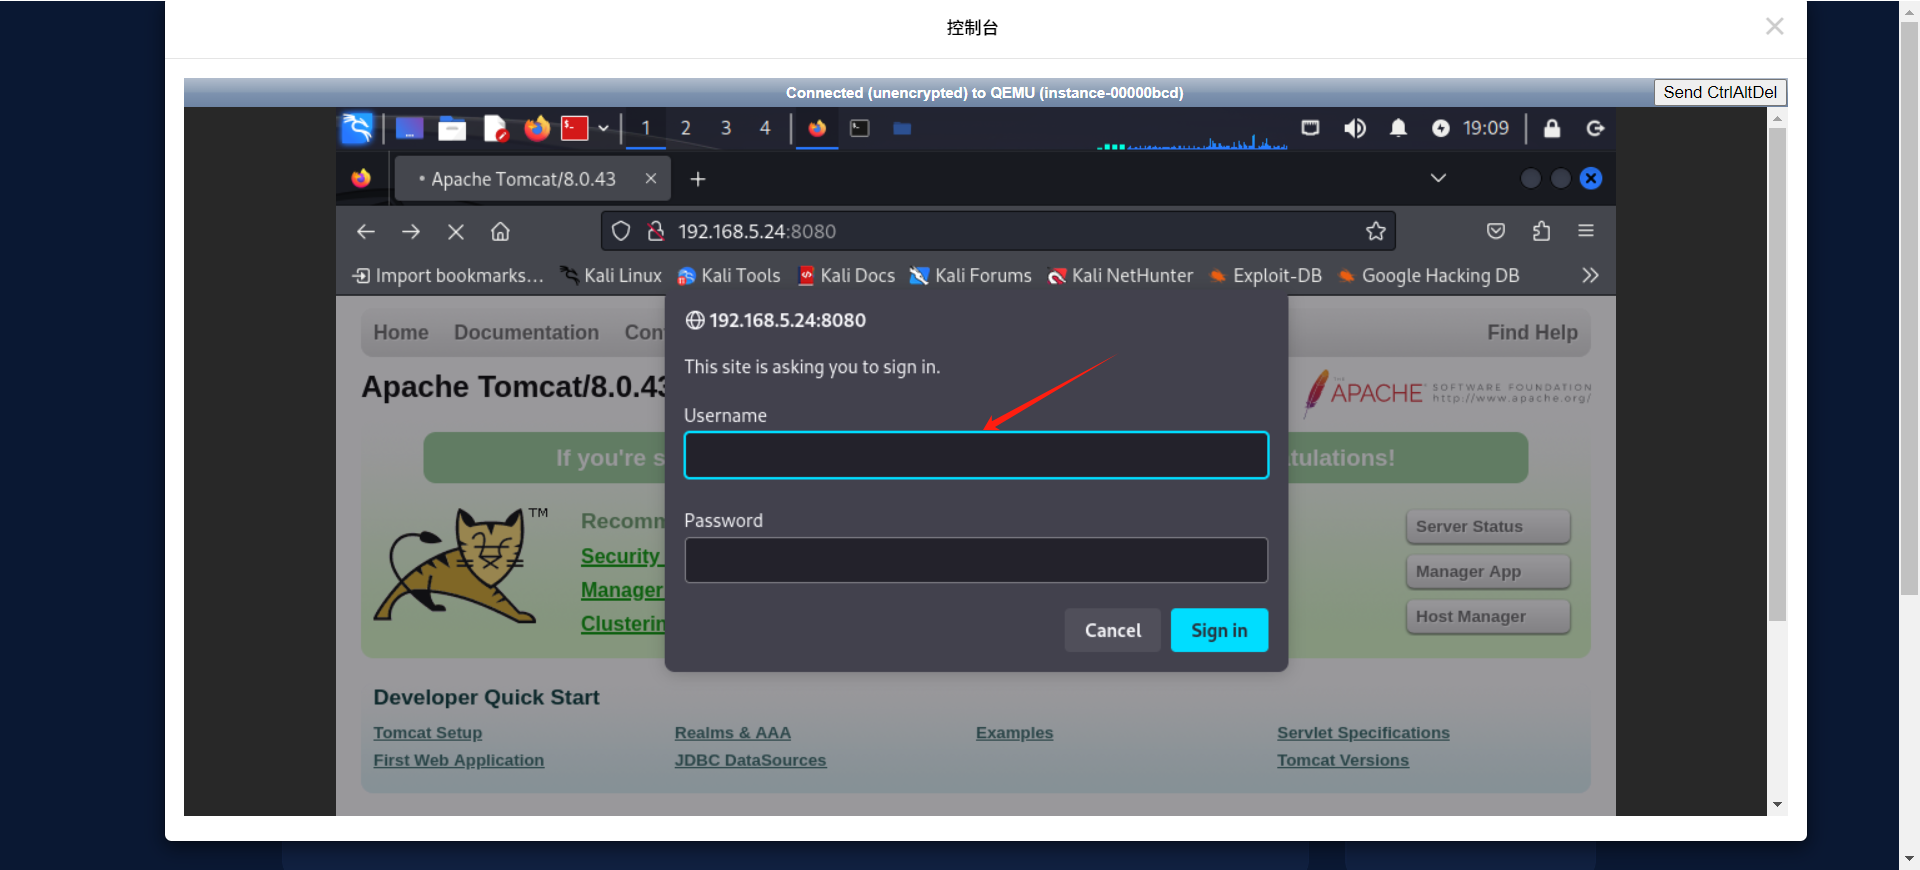 控制台
Connected (unencrypted) to QEMU (instance-00000bcd)
Send CtrlAltDel
1 2 3 4
19:09
Apache Tomcat/8.0.43
192.168.5.24:8080
Import bookmarks...
Kali Linux
Kali Tools
Kali Docs
Kali Forums
Kali NetHunter
Exploit-DB
Google Hacking DB
192.168.5.24:8080
This site is asking you to sign in.
Username
Password
Cancel
Sign in
Home
Documentation
Find Help
Apache Tomcat/8.0.43
APACHE
SOFTWARE FOUNDATION
http://www.apache.org/
If you're
TM
Security
Manager
Server Status
Manager App
Host Manager
Developer Quick Start
Tomcat Setup
Realms & AAA
Examples
Servlet Specifications
First Web Application
JDBC DataSources
Tomcat Versions